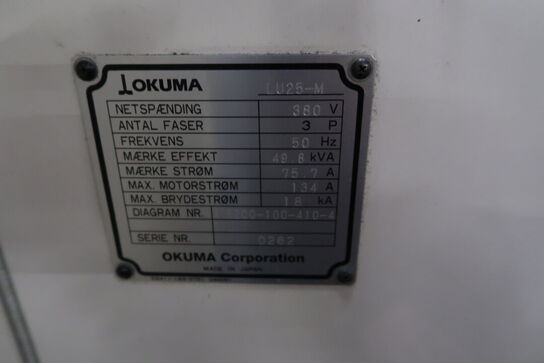 OKUMA LU25-M
NETSPÆNDING 380 V
ANTAL FASER 3 P
FREKVENS 50 Hz
MÆRKE EFFEKT 49.8 kVA
MÆRKE STRØM 75.7 A
MAX. MOTORSTRØM 134 A
MAX. BRYDESTRØM 18 kA
DIAGRAM NR.
SERIE NR. 0262
OKUMA Corporation
MADE IN JAPAN